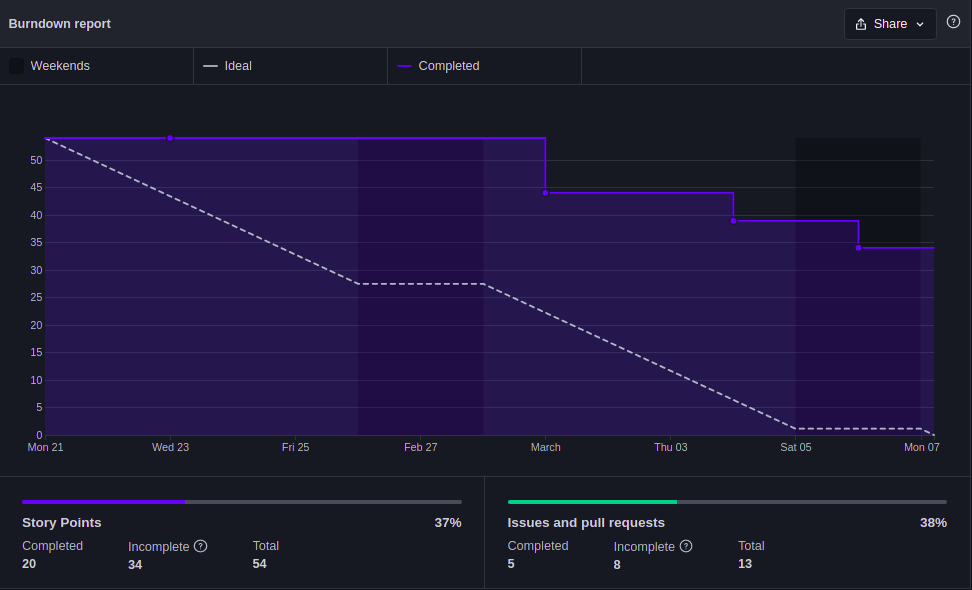 Burndown report
Share
Weekends
Ideal
Completed
50
45
40
35
30
25
20
15
10
5
0
Mon 21 Wed 23 Fri 25 Feb 27 March Thu 03 Sat 05 Mon 07
Story Points 37%
Completed Incomplete ? Total
20 34 54
Issues and pull requests 38%
Completed Incomplete ? Total
5 8 13